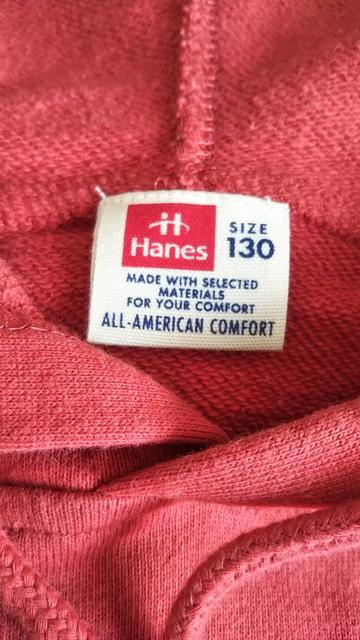 Hanes
SIZE
130
MADE WITH SELECTED
MATERIALS
FOR YOUR COMFORT
ALL-AMERICAN COMFORT